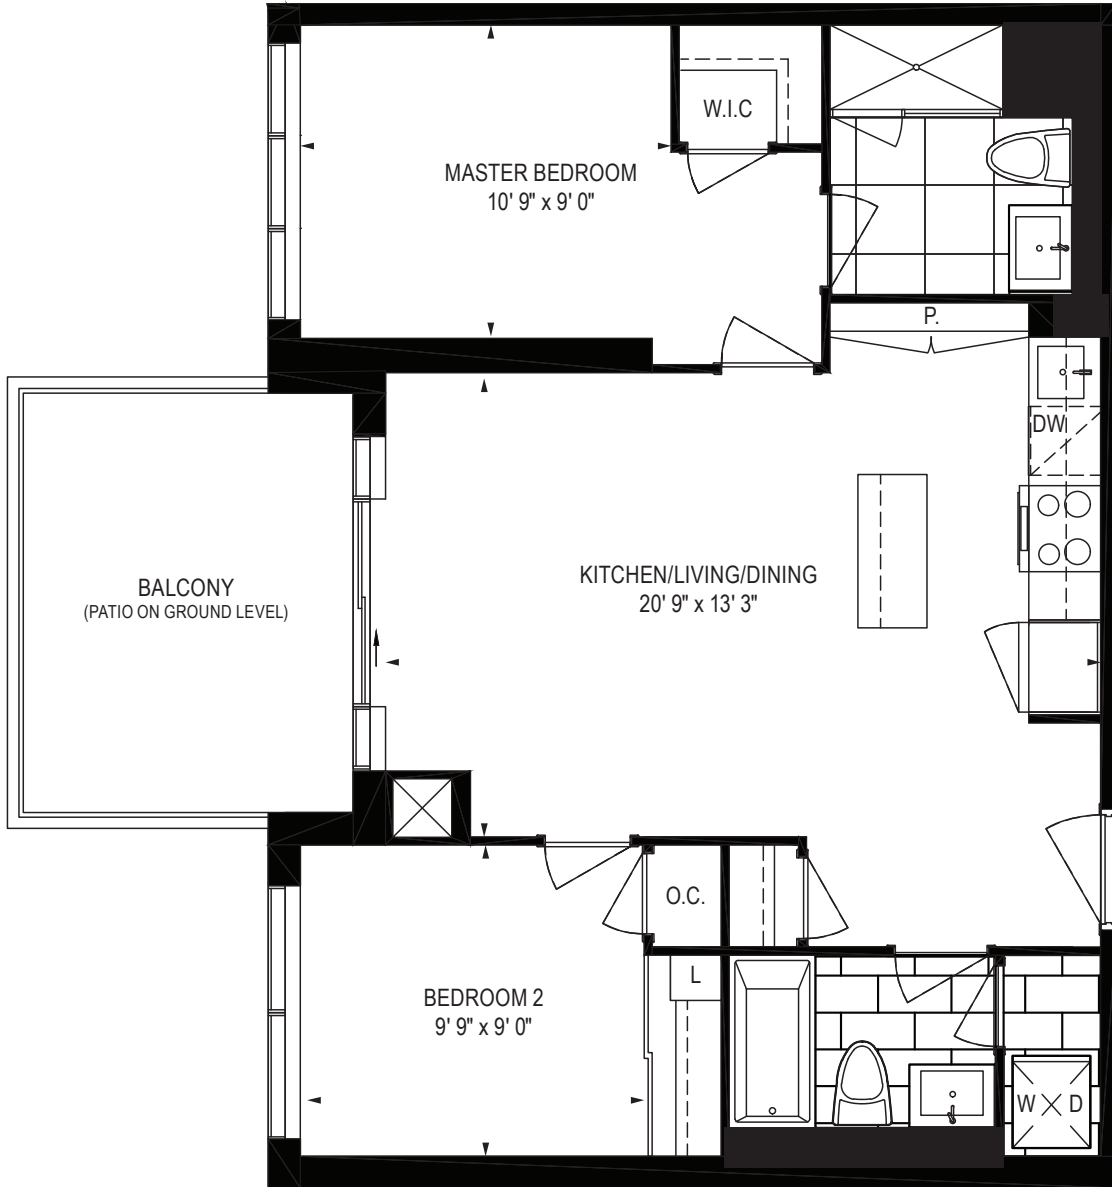 W.I.C
MASTER BEDROOM
10' 9" x 9' 0"
P.
DW
KITCHEN/LIVING/DINING
20' 9" x 13' 3"
BALCONY
(PATIO ON GROUND LEVEL)
O.C.
L
BEDROOM 2
9' 9" x 9' 0"
W D